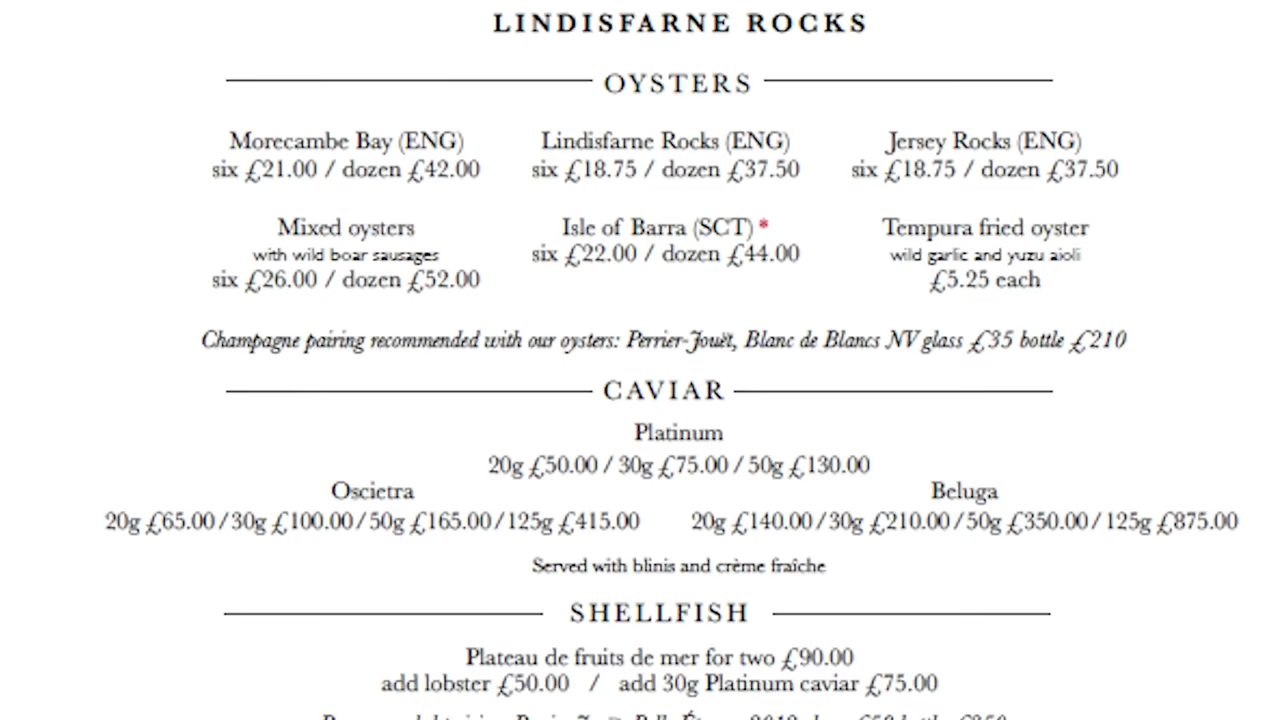 LINDISFARNE ROCKS
OYSTERS
Morecambe Bay (ENG)
six £21.00 / dozen £42.00
Lindisfarne Rocks (ENG)
six £18.75 / dozen £37.50
Jersey Rocks (ENG)
six £18.75 / dozen £37.50
Mixed oysters
with wild boar sausages
six £26.00 / dozen £52.00
Isle of Barra (SCT) *
six £22.00 / dozen £44.00
Tempura fried oyster
wild garlic and yuzu aioli
£5.25 each
Champagne pairing recommended with our oysters: Perrier-Jouët, Blanc de Blancs NV glass £35 bottle £210
CAVIAR
Platinum
20g £50.00 / 30g £75.00 / 50g £130.00
Oscietra
20g £65.00 / 30g £100.00 / 50g £165.00 / 125g £415.00
Beluga
20g £140.00 / 30g £210.00 / 50g £350.00 / 125g £875.00
Served with blinis and crème fraîche
SHELLFISH
Plateau de fruits de mer for two £90.00
add lobster £50.00 / add 30g Platinum caviar £75.00